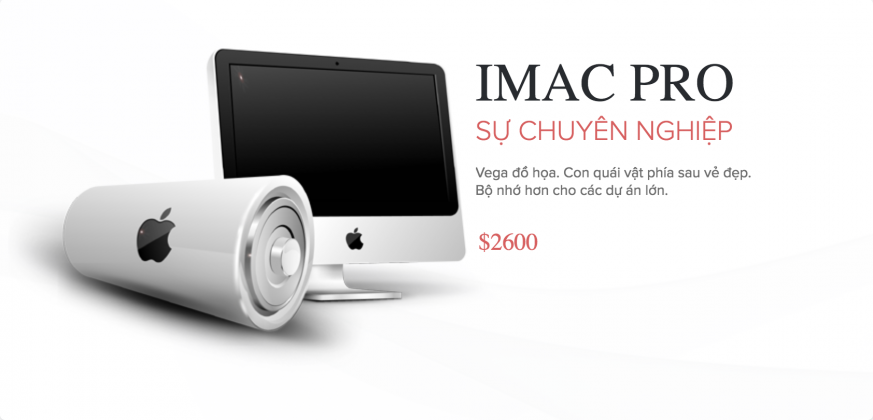 IMAC PRO
SỰ CHUYÊN NGHIỆP
Vega đồ họa. Con quái vật phía sau vẻ đẹp.
Bộ nhớ hơn cho các dự án lớn.
$2600